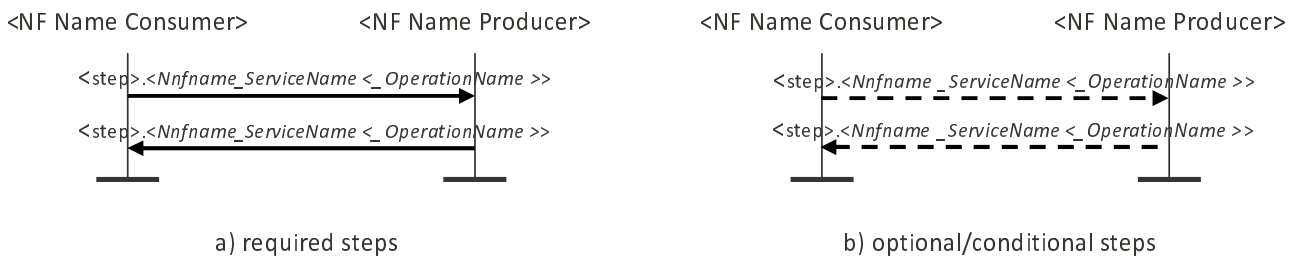 <NF Name Consumer> <NF Name Producer>
<step>.<Nnfname_ServiceName <_OperationName >>
<step>.<Nnfname_ServiceName <_OperationName >>
a) required steps
<NF Name Consumer> <NF Name Producer>
<step>.<Nnfname _ServiceName <_OperationName >>
<step>.<Nnfname _ServiceName <_OperationName >>
b) optional/conditional steps